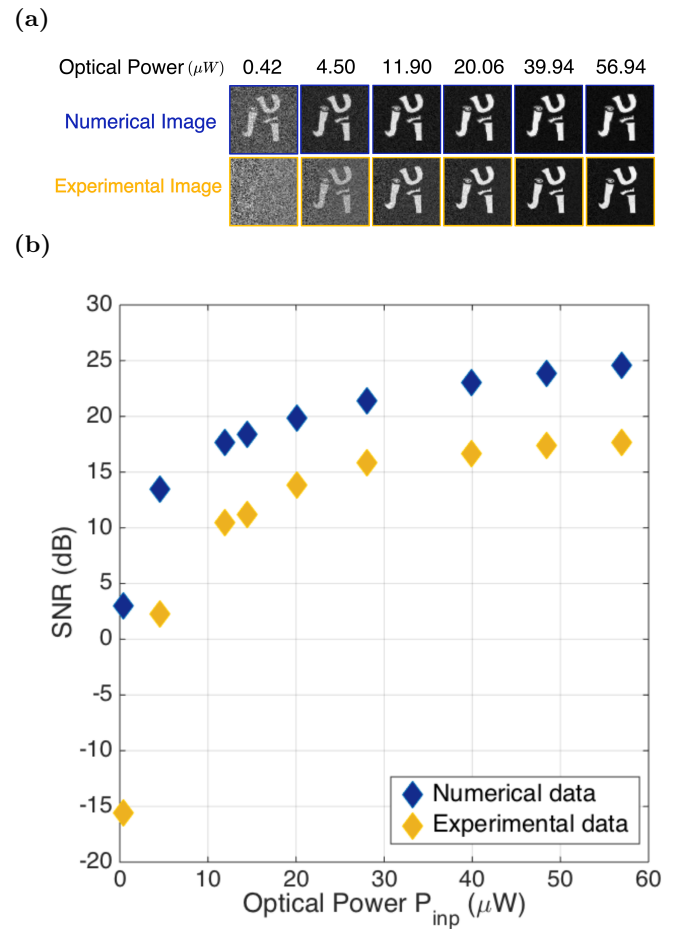 (a)
Optical Power (μW) 0.42 4.50 11.90 20.06 39.94 56.94
Numerical Image
Experimental Image
(b)
30
25
20
15
10
5
0
-5
-10
-15
-20
SNR (dB)
Numerical data
Experimental data
0 10 20 30 40 50 60
Optical Power P_inp (μW)